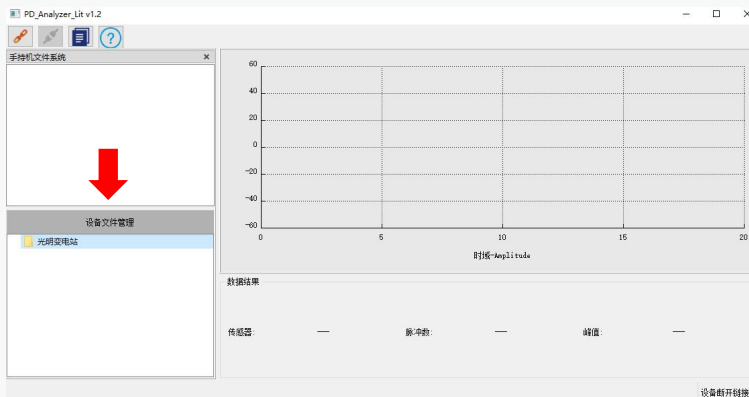 PD_Analyzer_Lit v1.2
手持机文件系统
设备文件管理
光明变电站
60
40
20
0
-20
-40
-60
0 5 10 15 20
时域-Amplitude
数据结果
传感器: — 脉冲数: — 峰值: —
设备断开链接